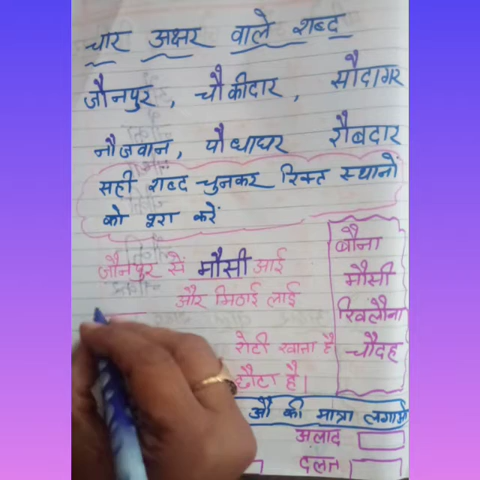 चार अक्षर वाले शब्द
जौनपुर, चौकीदार, सौदागर
नौजवान, पौधाघर रौबदार
सही शब्द चुनकर रिक्त स्थानों
को पूरा करें
जौनपुर से मौसी आई
और मिठाई लाई
रोटी खाना है
छौटा है।
बौना
मौसी
खिलौना
चौदह
औ की मात्रा लगाओ
अलाद
दलत